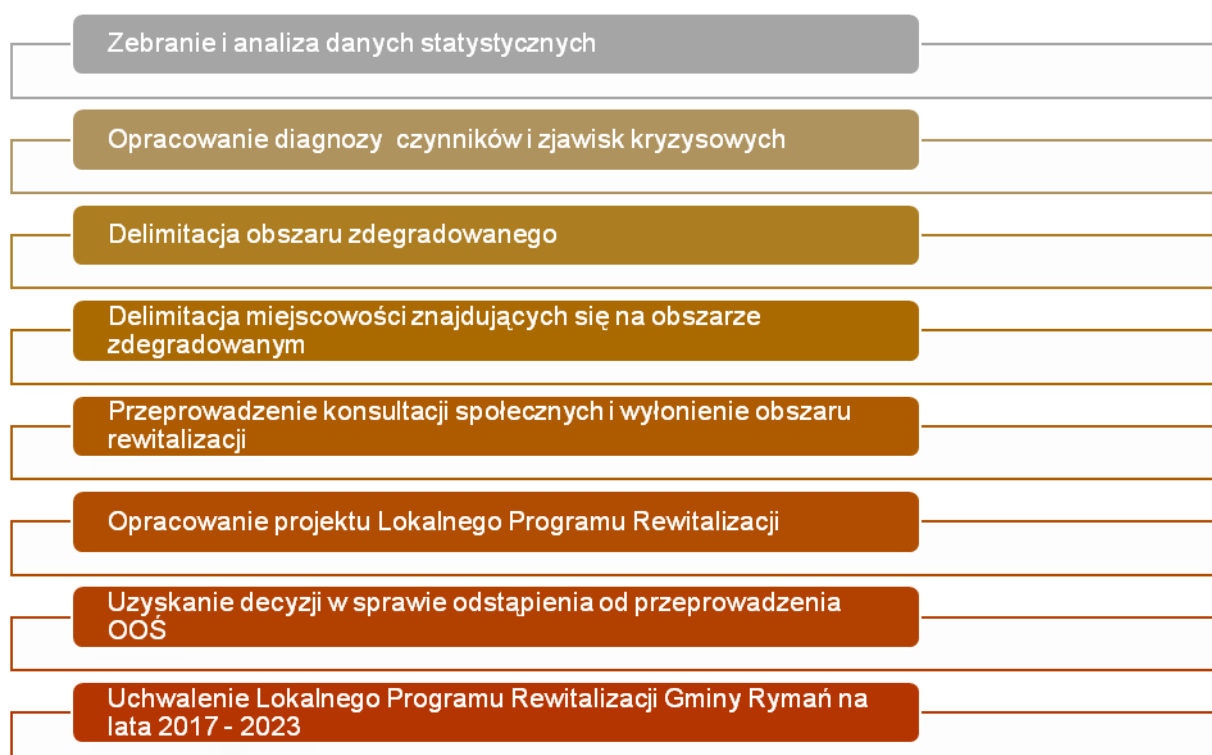 Zebranie i analiza danych statystycznych
Opracowanie diagnozy czynników i zjawisk kryzysowych
Delimitacja obszaru zdegradowanego
Delimitacja miejscowości znajdujących się na obszarze
zdegradowanym
Przeprowadzenie konsultacji społecznych i wyłonienie obszaru
rewitalizacji
Opracowanie projektu Lokalnego Programu Rewitalizacji
Uzyskanie decyzji w sprawie odstąpienia od przeprowadzenia
OOŚ
Uchwalenie Lokalnego Programu Rewitalizacji Gminy Rymań na
lata 2017 - 2023